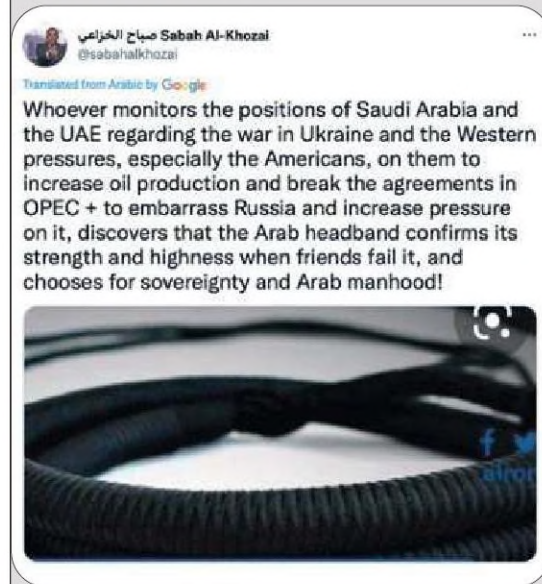 صباح الخزاعي Sabah Al-Khozai
@sabahalkhozai
Translated from Arabic by Google
Whoever monitors the positions of Saudi Arabia and
the UAE regarding the war in Ukraine and the Western
pressures, especially the Americans, on them to
increase oil production and break the agreements in
OPEC + to embarrass Russia and increase pressure
on it, discovers that the Arab headband confirms its
strength and highness when friends fail it, and
chooses for sovereignty and Arab manhood!